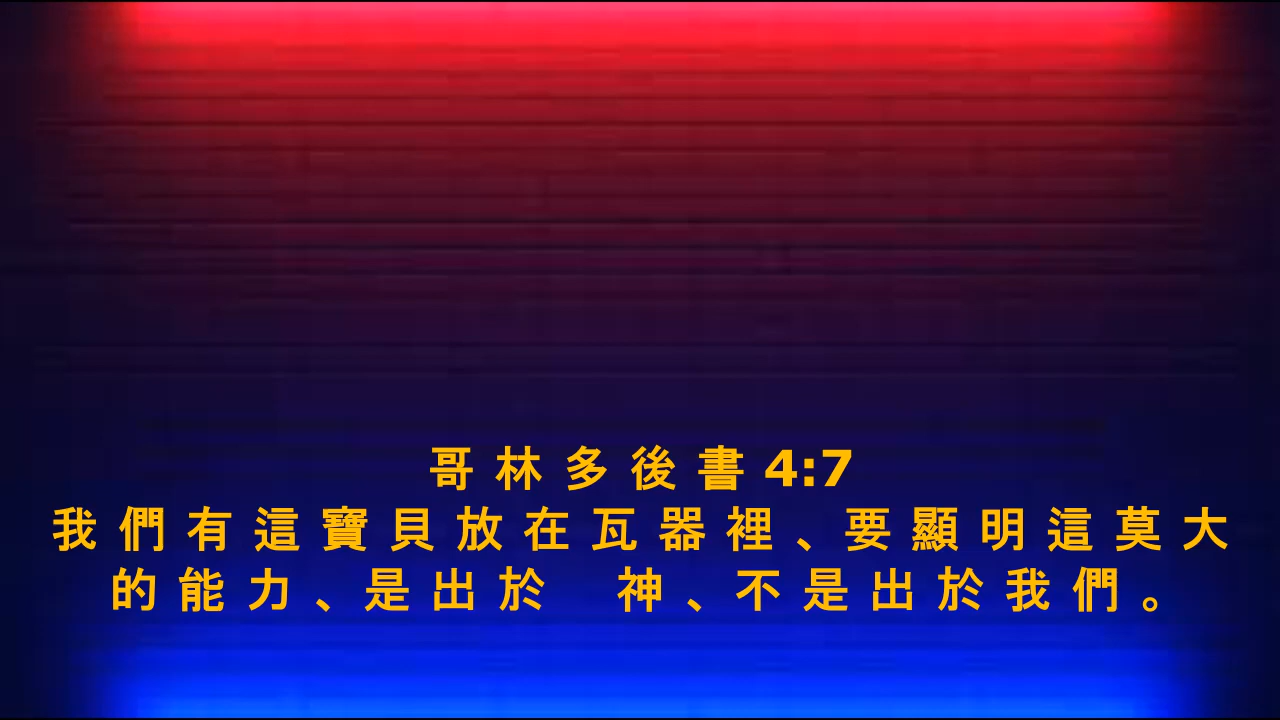 哥林多後書 4:7
我們有這寶貝放在瓦器裡、要顯明這莫大
的能力、是出於　神、不是出於我們。